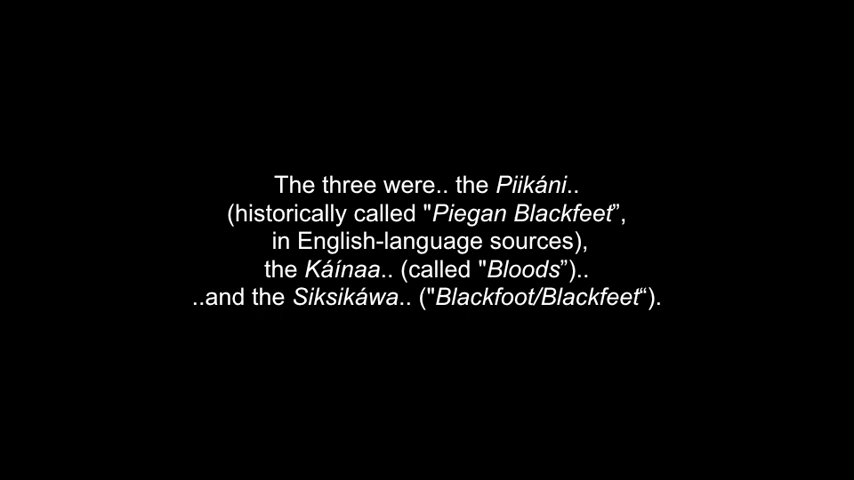 The three were.. the Piikáni..
(historically called "Piegan Blackfeet”,
in English-language sources),
the Káínaa.. (called "Bloods”)..
..and the Siksikáwa.. ("Blackfoot/Blackfeet“).